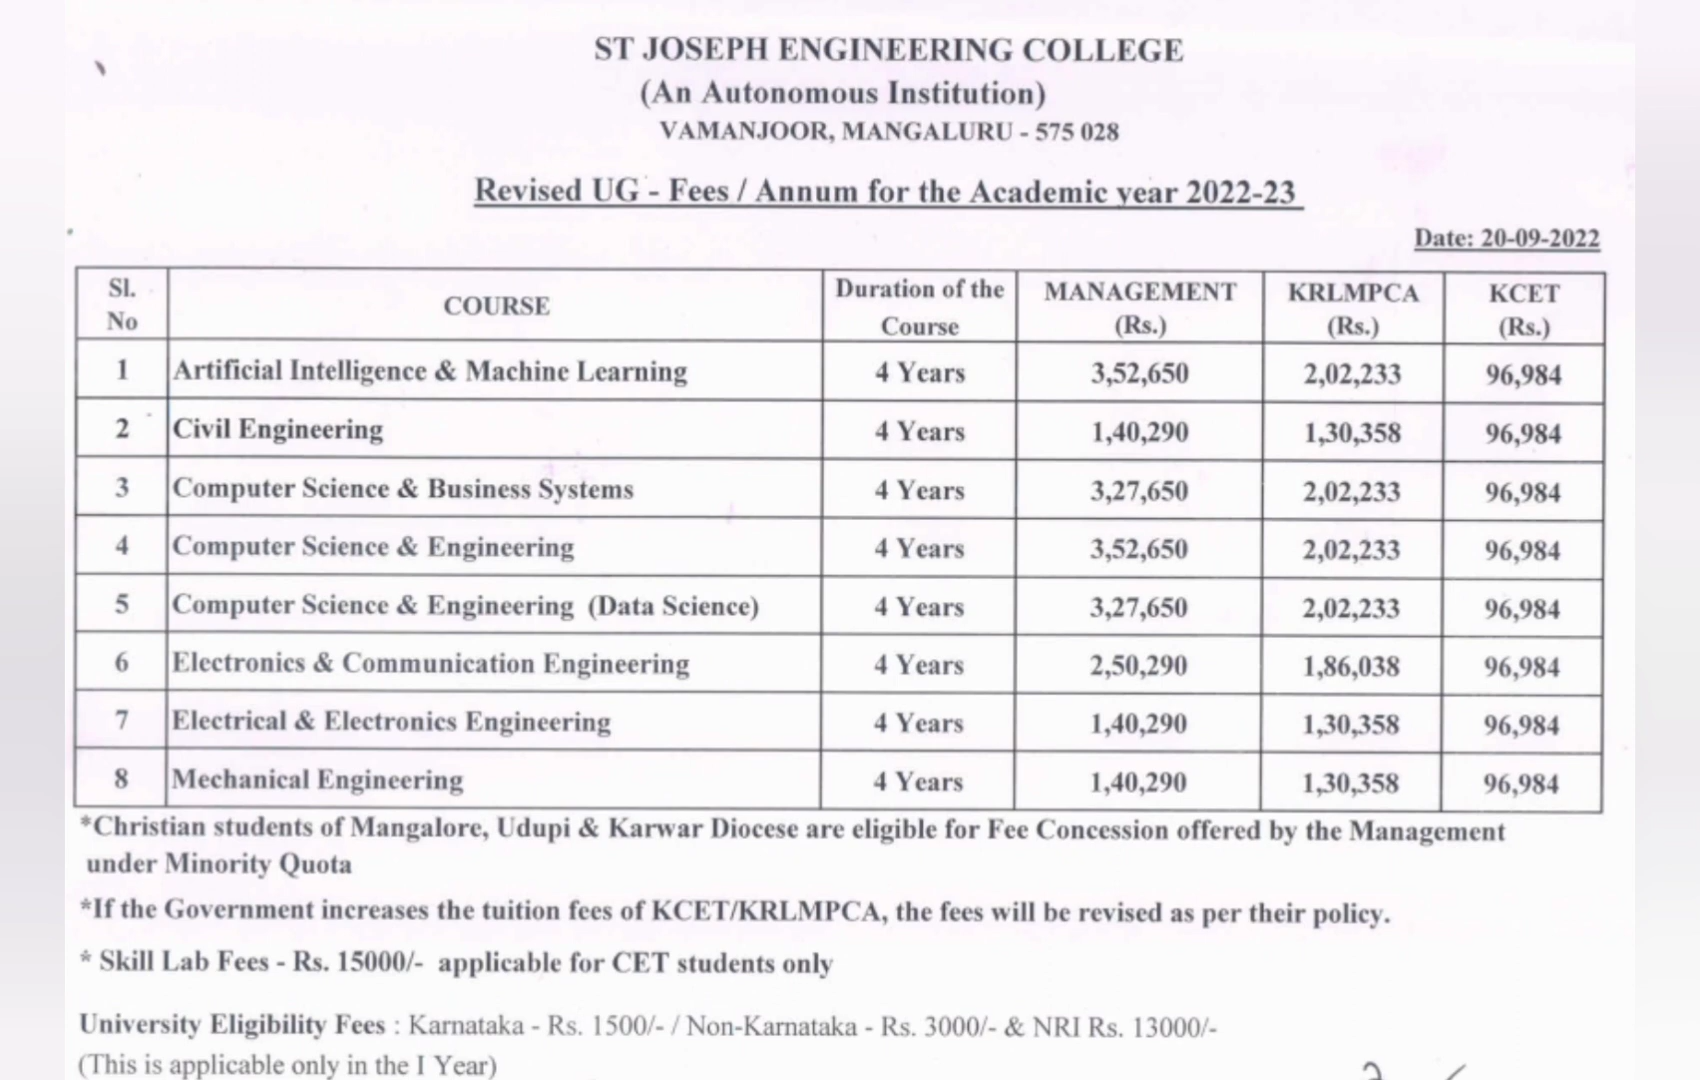 ST JOSEPH ENGINEERING COLLEGE
(An Autonomous Institution)
VAMANJOOR, MANGALURU - 575 028
Revised UG - Fees / Annum for the Academic year 2022-23
Date: 20-09-2022
Sl. No COURSE Duration of the Course MANAGEMENT (Rs.) KRLMPCA (Rs.) KCET (Rs.)
1 Artificial Intelligence & Machine Learning 4 Years 3,52,650 2,02,233 96,984
2 Civil Engineering 4 Years 1,40,290 1,30,358 96,984
3 Computer Science & Business Systems 4 Years 3,27,650 2,02,233 96,984
4 Computer Science & Engineering 4 Years 3,52,650 2,02,233 96,984
5 Computer Science & Engineering (Data Science) 4 Years 3,27,650 2,02,233 96,984
6 Electronics & Communication Engineering 4 Years 2,50,290 1,86,038 96,984
7 Electrical & Electronics Engineering 4 Years 1,40,290 1,30,358 96,984
8 Mechanical Engineering 4 Years 1,40,290 1,30,358 96,984
*Christian students of Mangalore, Udupi & Karwar Diocese are eligible for Fee Concession offered by the Management
under Minority Quota
*If the Government increases the tuition fees of KCET/KRLMPCA, the fees will be revised as per their policy.
* Skill Lab Fees - Rs. 15000/- applicable for CET students only
University Eligibility Fees : Karnataka - Rs. 1500/- / Non-Karnataka - Rs. 3000/- & NRI Rs. 13000/-
(This is applicable only in the I Year)